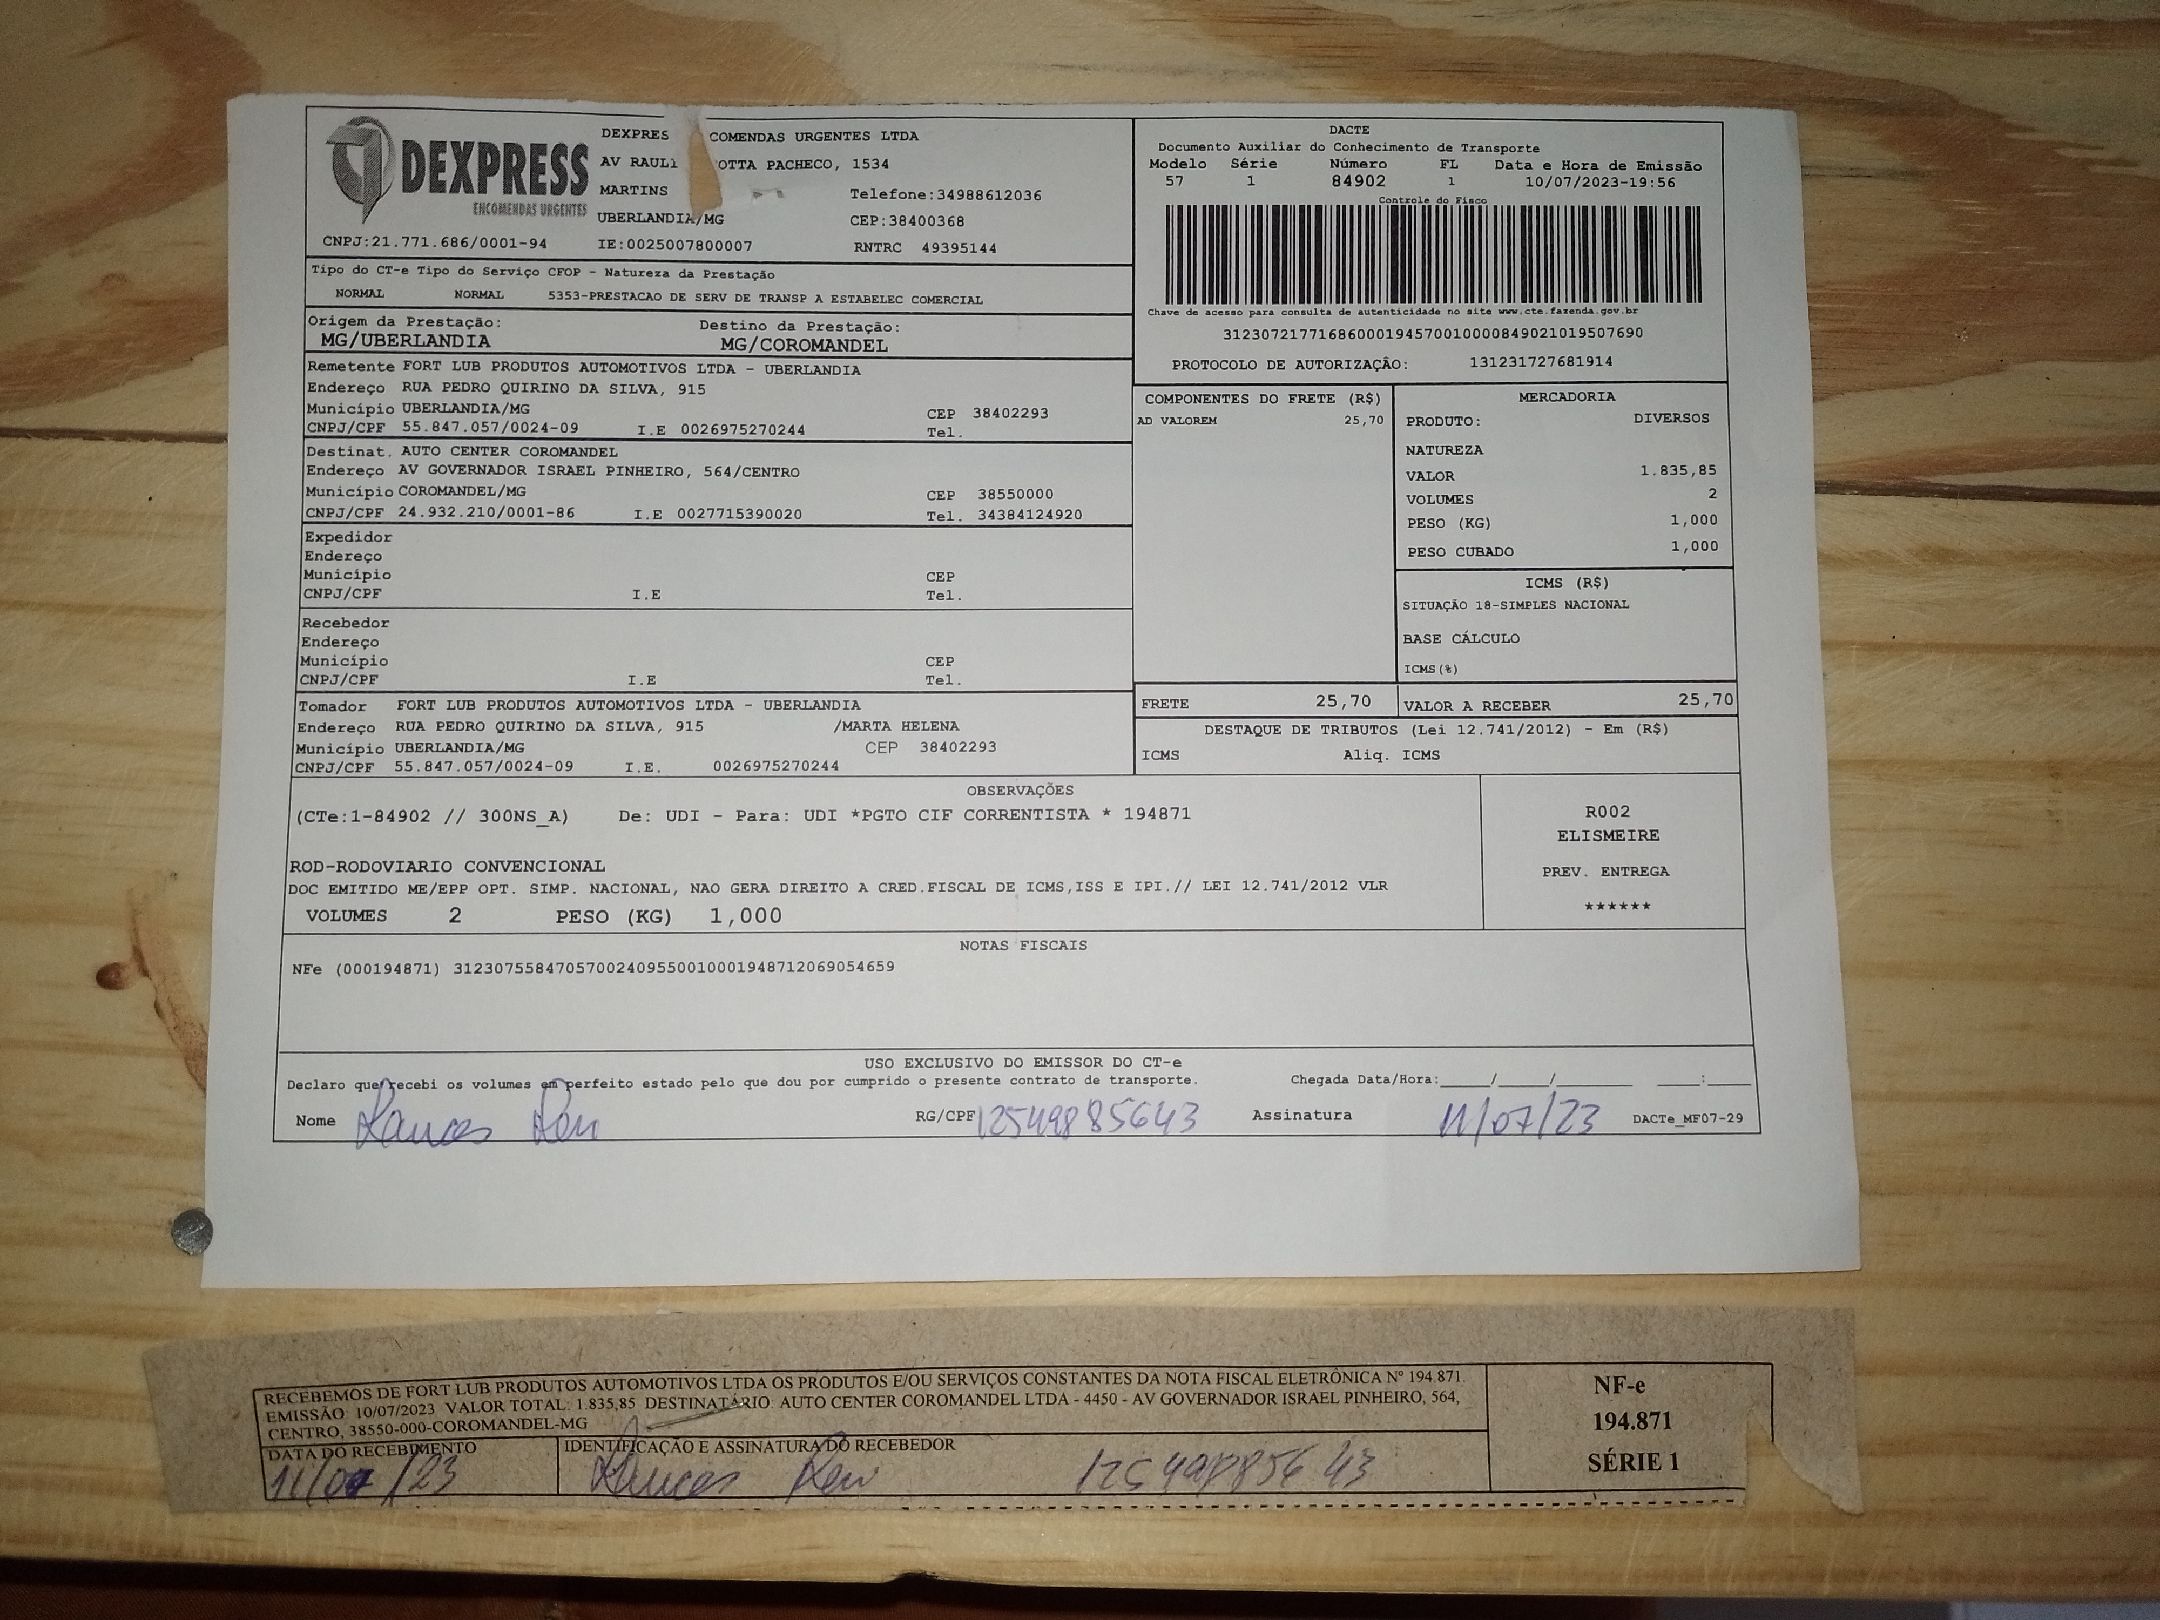 DEXPRESS
ENCOMENDAS URGENTES
DEXPRES COMENDAS URGENTES LTDA
AV RAUL OTTA PACHECO, 1534
MARTINS Telefone:34988612036
UBERLANDIA/MG CEP:38400368
CNPJ:21.771.686/0001-94 IE:0025007800007 RNTRC 49395144
DACTE
Documento Auxiliar do Conhecimento de Transporte
Modelo Série Número FL Data e Hora de Emissão
57 1 84902 1 10/07/2023-19:56
Controle do Fisco
Chave de acesso para consulta de autenticidade no site www.cte.fazenda.gov.br
31230721771686000194570010000849021019507690
PROTOCOLO DE AUTORIZAÇÃO: 131231727681914
Tipo do CT-e Tipo do Serviço CFOP - Natureza da Prestação
NORMAL NORMAL 5353-PRESTACAO DE SERV DE TRANSP A ESTABELEC COMERCIAL
Origem da Prestação: Destino da Prestação:
MG/UBERLANDIA MG/COROMANDEL
Remetente FORT LUB PRODUTOS AUTOMOTIVOS LTDA - UBERLANDIA
Endereço RUA PEDRO QUIRINO DA SILVA, 915
Município UBERLANDIA/MG CEP 38402293
CNPJ/CPF 55.847.057/0024-09 I.E 0026975270244 Tel.
Destinat. AUTO CENTER COROMANDEL
Endereço AV GOVERNADOR ISRAEL PINHEIRO, 564/CENTRO
Município COROMANDEL/MG CEP 38550000
CNPJ/CPF 24.932.210/0001-86 I.E 0027715390020 Tel. 34384124920
Expedidor
Endereço
Município CEP
CNPJ/CPF I.E Tel.
Recebedor
Endereço
Município CEP
CNPJ/CPF I.E Tel.
Tomador FORT LUB PRODUTOS AUTOMOTIVOS LTDA - UBERLANDIA
Endereço RUA PEDRO QUIRINO DA SILVA, 915 /MARTA HELENA
Município UBERLANDIA/MG CEP 38402293
CNPJ/CPF 55.847.057/0024-09 I.E. 0026975270244
COMPONENTES DO FRETE (R$)
AD VALOREM 25,70
MERCADORIA
PRODUTO: DIVERSOS
NATUREZA
VALOR 1.835,85
VOLUMES 2
PESO (KG) 1,000
PESO CUBADO 1,000
ICMS (R$)
SITUAÇÃO 18-SIMPLES NACIONAL
BASE CÁLCULO
ICMS(%)
FRETE 25,70 VALOR A RECEBER 25,70
DESTAQUE DE TRIBUTOS (Lei 12.741/2012) - Em (R$)
ICMS Aliq. ICMS
OBSERVAÇÕES
(CTe:1-84902 // 300NS_A) De: UDI - Para: UDI *PGTO CIF CORRENTISTA * 194871
ROD-RODOVIARIO CONVENCIONAL
DOC EMITIDO ME/EPP OPT. SIMP. NACIONAL, NAO GERA DIREITO A CRED.FISCAL DE ICMS,ISS E IPI.// LEI 12.741/2012 VLR
VOLUMES 2 PESO (KG) 1,000
R002
ELISMEIRE
PREV. ENTREGA
******
NOTAS FISCAIS
NFe (000194871) 31230755847057002409550010001948712069054659
USO EXCLUSIVO DO EMISSOR DO CT-e
Declaro que recebi os volumes em perfeito estado pelo que dou por cumprido o presente contrato de transporte. Chegada Data/Hora:____/____/______ ___:____
Nome RG/CPF 12549885643 Assinatura 11/07/23 DACTe_MF07-29
RECEBEMOS DE FORT LUB PRODUTOS AUTOMOTIVOS LTDA OS PRODUTOS E/OU SERVIÇOS CONSTANTES DA NOTA FISCAL ELETRÔNICA Nº 194.871.
EMISSÃO: 10/07/2023 VALOR TOTAL: 1.835,85 DESTINATÁRIO: AUTO CENTER COROMANDEL LTDA - 4450 - AV GOVERNADOR ISRAEL PINHEIRO, 564,
CENTRO, 38550-000-COROMANDEL-MG
DATA DO RECEBIMENTO IDENTIFICAÇÃO E ASSINATURA DO RECEBEDOR
11/07/23 12549885643
NF-e
194.871
SÉRIE 1